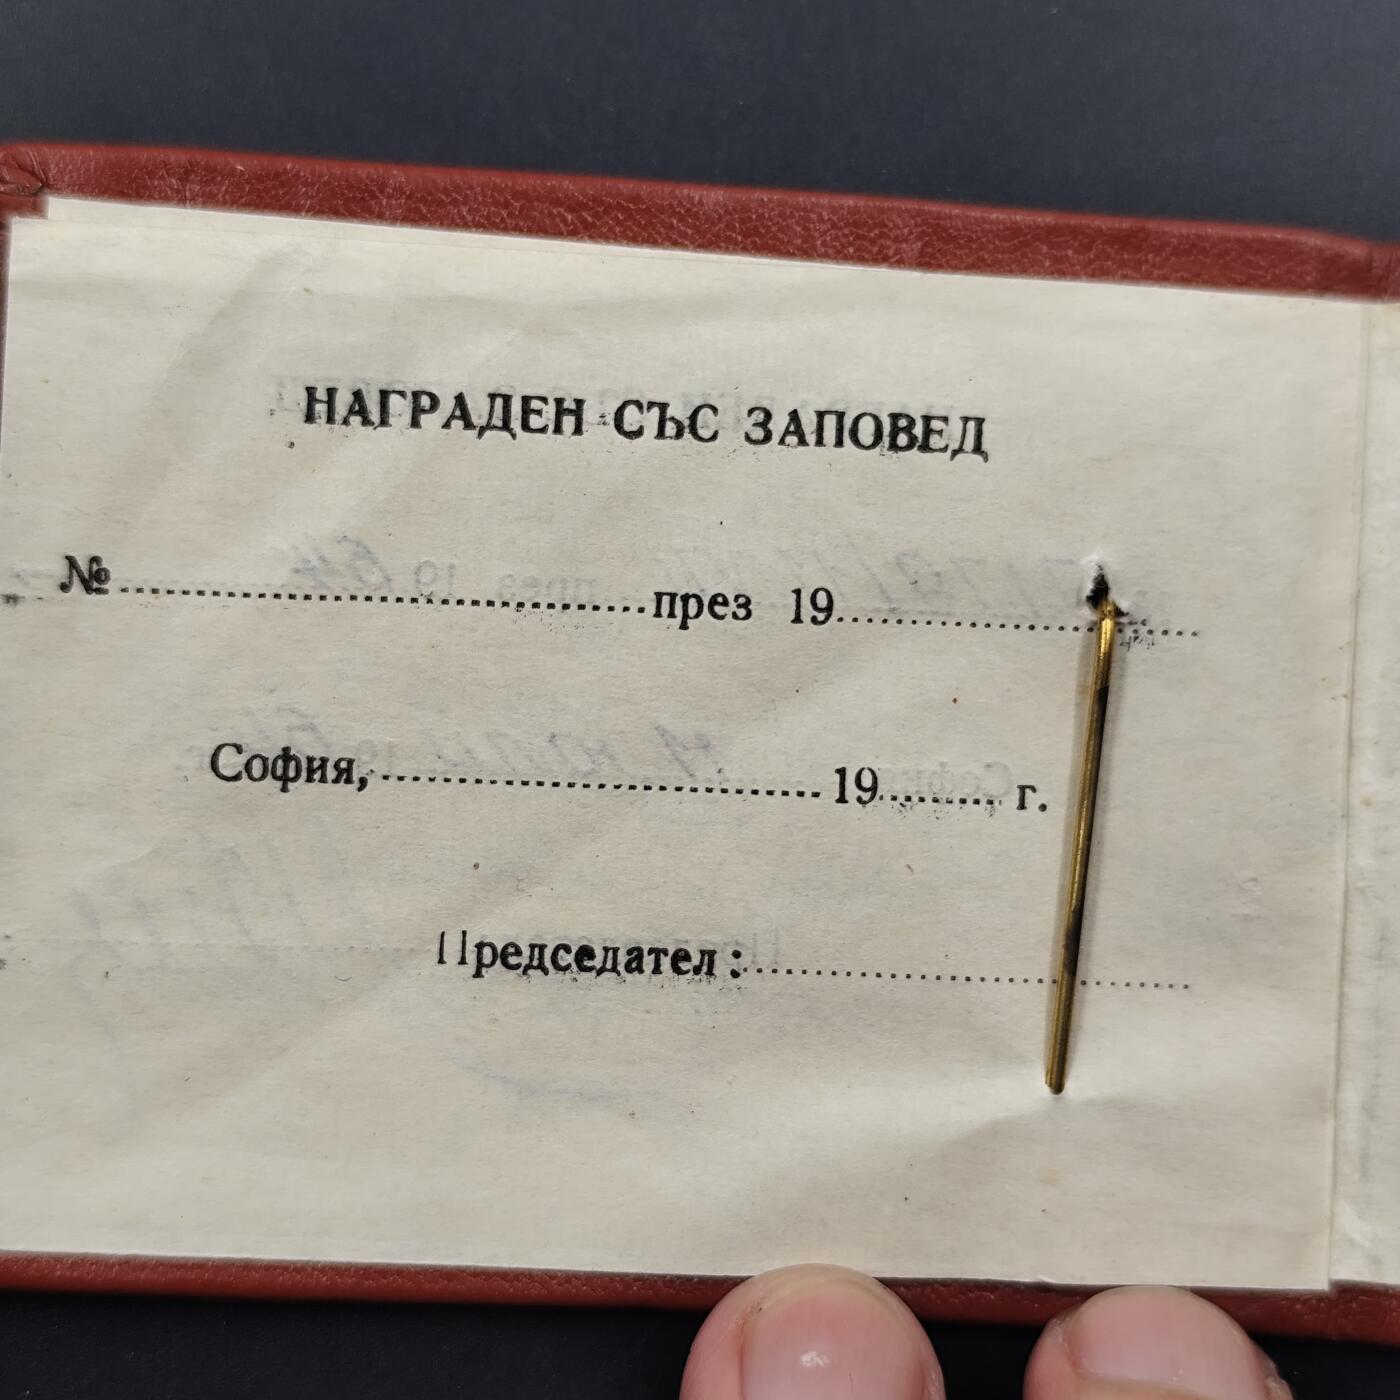 НАГРАДЕН СЪС ЗАПОВЕД
№ ........................ през 19 ................
София, ........................ 19 ......... г.
Председател : ........................